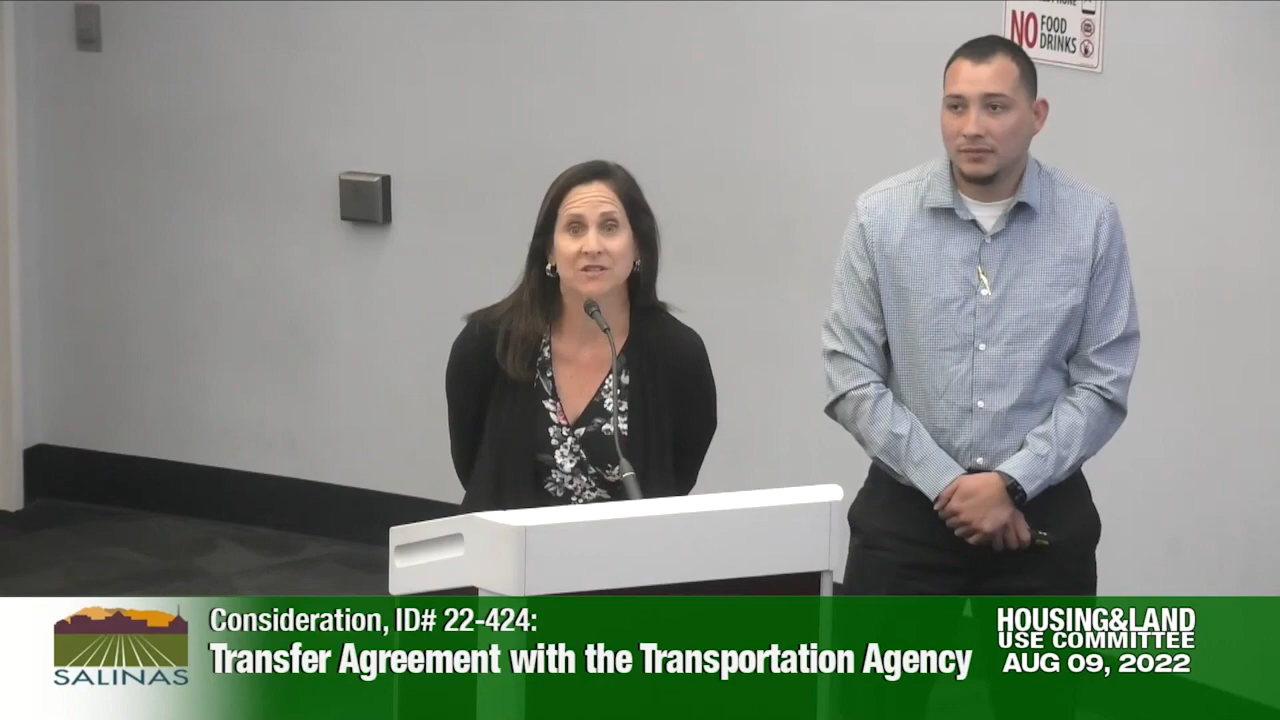 NO FOOD
DRINKS
Consideration, ID# 22-424:
Transfer Agreement with the Transportation Agency
SALINAS
HOUSING&LAND
USE COMMITTEE
AUG 09, 2022